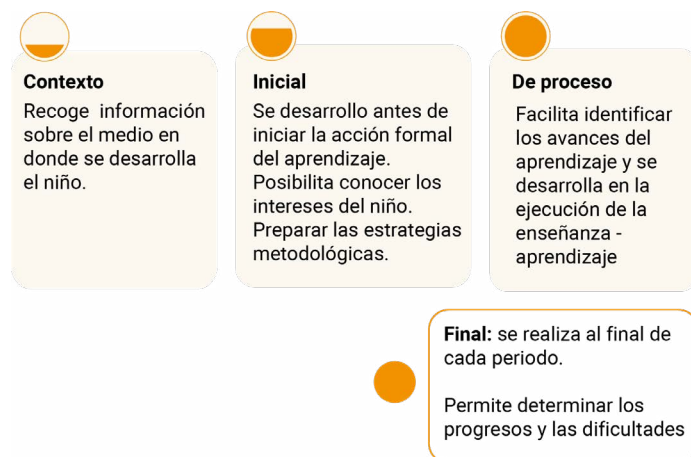 Contexto
Recoge información
sobre el medio en
donde se desarrolla
el niño.
Inicial
Se desarrollo antes de
iniciar la acción formal
del aprendizaje.
Posibilita conocer los
intereses del niño.
Preparar las estrategias
metodológicas.
De proceso
Facilita identificar
los avances del
aprendizaje y se
desarrolla en la
ejecución de la
enseñanza -
aprendizaje
Final: se realiza al final de
cada periodo.
Permite determinar los
progresos y las dificultades